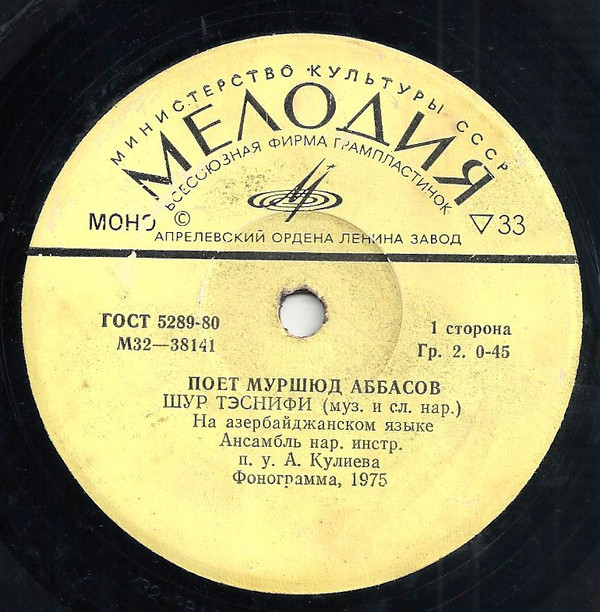 МИНИСТЕРСТВО КУЛЬТУРЫ СССР
МЕЛОДИЯ
ВСЕСОЮЗНАЯ ФИРМА ГРАМПЛАСТИНОК
МОНО © ▽33
АПРЕЛЕВСКИЙ ОРДЕНА ЛЕНИНА ЗАВОД
ГОСТ 5289-80
М32—38141
1 сторона
Гр. 2. 0-45
ПОЕТ МУРШЮД АББАСОВ
ШУР ТЭСНИФИ (муз. и сл. нар.)
На азербайджанском языке
Ансамбль нар. инстр.
п. у. А. Кулиева
Фонограмма, 1975